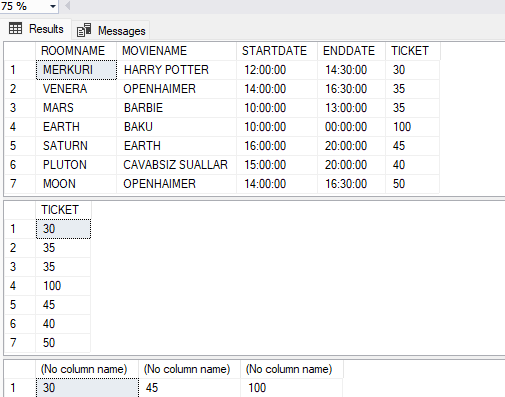 75 %
Results Messages
ROOMNAME MOVIENAME STARTDATE ENDDATE TICKET
1 MERKURI HARRY POTTER 12:00:00 14:30:00 30
2 VENERA OPENHAIMER 14:00:00 16:30:00 35
3 MARS BARBIE 10:00:00 13:00:00 35
4 EARTH BAKU 10:00:00 00:00:00 100
5 SATURN EARTH 16:00:00 20:00:00 45
6 PLUTON CAVABSIZ SUALLAR 15:00:00 20:00:00 40
7 MOON OPENHAIMER 14:00:00 16:30:00 50
TICKET
1 30
2 35
3 35
4 100
5 45
6 40
7 50
(No column name) (No column name) (No column name)
1 30 45 100